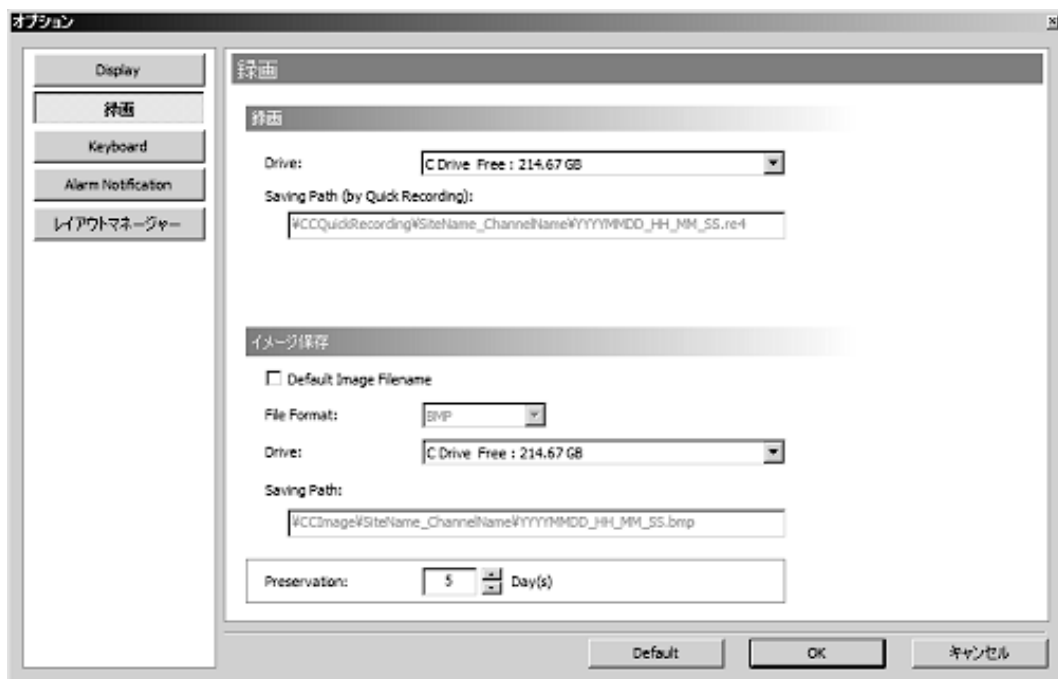 オプション
Display
録画
Keyboard
Alarm Notification
レイアウトマネージャー
録画
録画
Drive:
C Drive Free : 214.67 GB
Saving Path (by Quick Recording):
¥CCQuickRecording¥SiteName_ChannelName¥YYYYMMDD_HH_MM_SS.re4
イメージ保存
Default Image Filename
File Format:
BMP
Drive:
C Drive Free : 214.67 GB
Saving Path:
¥CCImage¥SiteName_ChannelName¥YYYYMMDD_HH_MM_SS.bmp
Preservation:
5
Day(s)
Default
OK
キャンセル